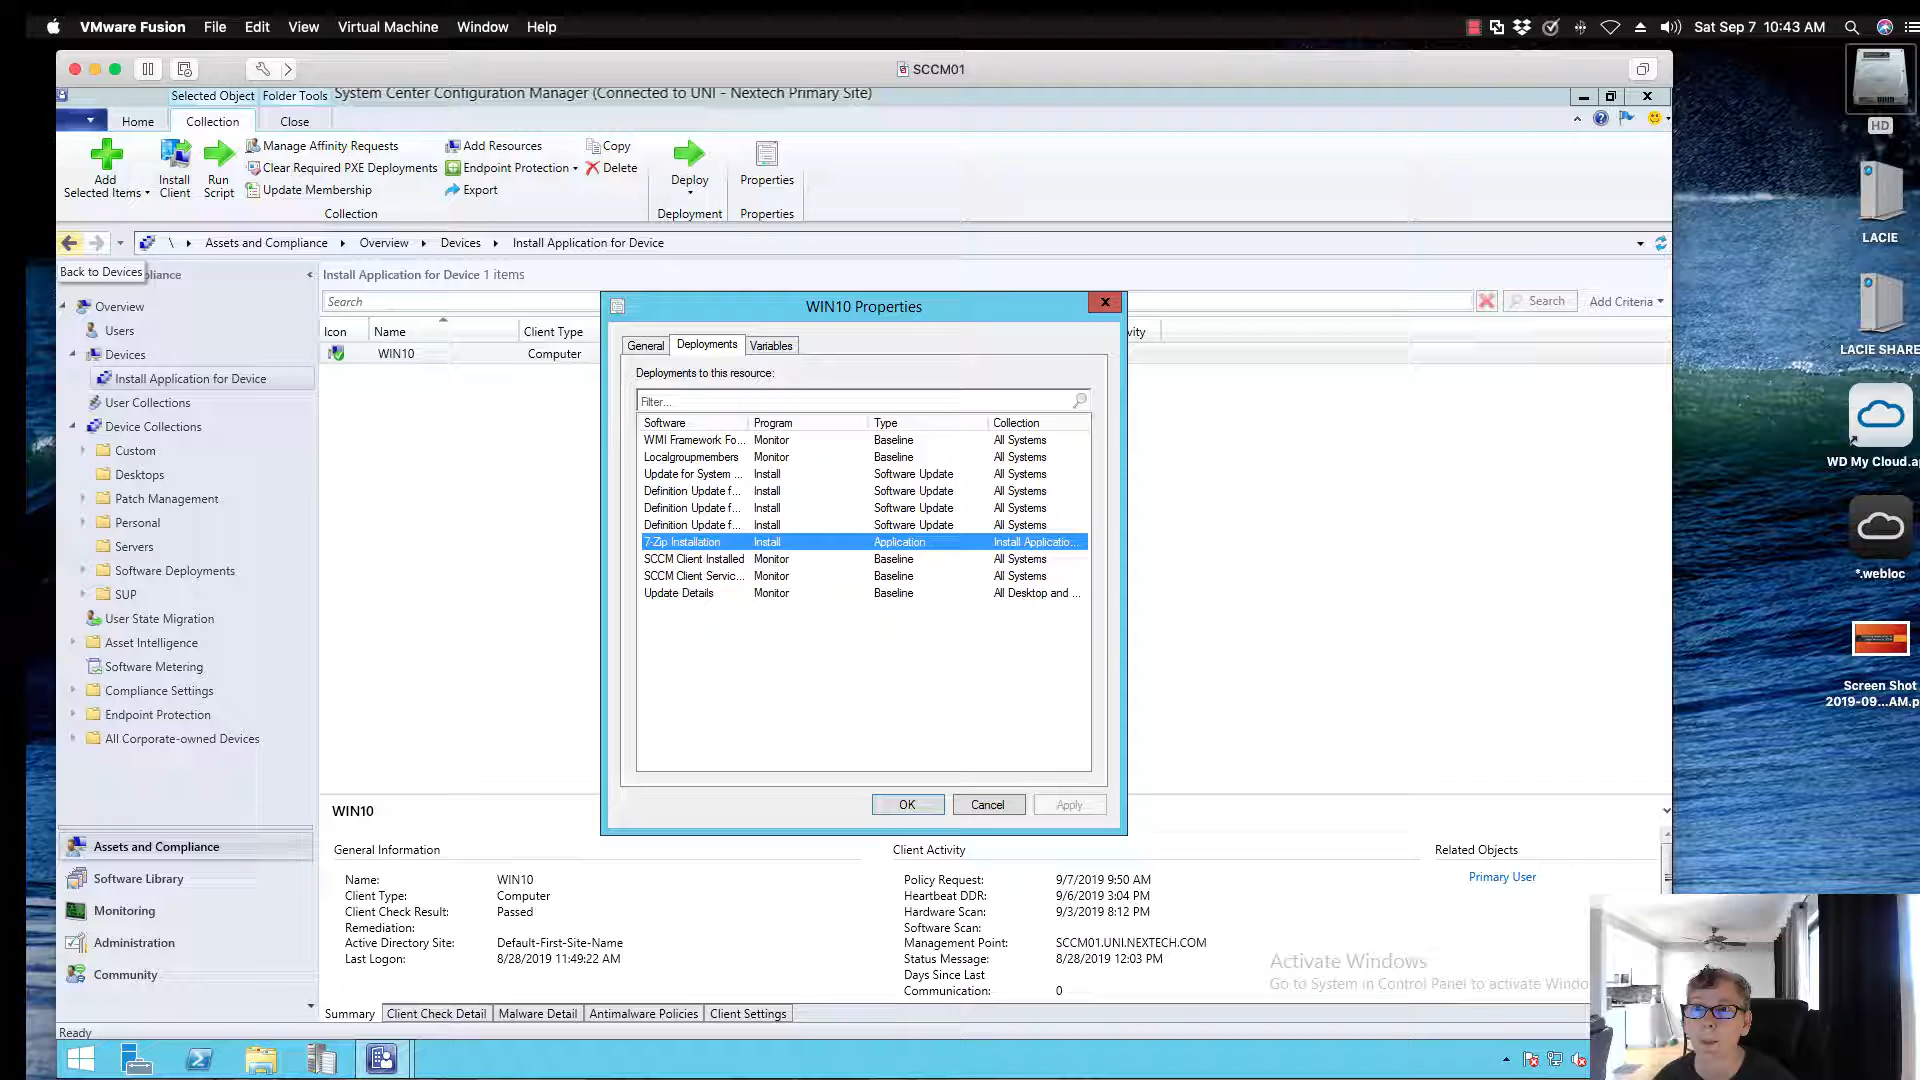 VMware Fusion File Edit View Virtual Machine Window Help Sat Sep 7 10:43 AM
SCCM01
Selected Object Folder Tools System Center Configuration Manager (Connected to UNI - Nextech Primary Site)
Home Collection Close
Manage Affinity Requests Add Resources Copy
Clear Required PXE Deployments Endpoint Protection Delete
Update Membership Export
Add
Selected Items
Install
Client
Run
Script
Deploy
Properties
Collection Deployment Properties
\ Assets and Compliance Overview Devices Install Application for Device
Back to Devices
pliance
Install Application for Device 1 items
Search
Search Add Criteria
Icon Name Client Type
vity
WIN10 Computer
Overview
Users
Devices
Install Application for Device
User Collections
Device Collections
Custom
Desktops
Patch Management
Personal
Servers
Software Deployments
SUP
User State Migration
Asset Intelligence
Software Metering
Compliance Settings
Endpoint Protection
All Corporate-owned Devices
Assets and Compliance
Software Library
Monitoring
Administration
Community
WIN10 Properties
General Deployments Variables
Deployments to this resource:
Filter...
Software Program Type Collection
WMI Framework Fo... Monitor Baseline All Systems
Localgroupmembers Monitor Baseline All Systems
Update for System ... Install Software Update All Systems
Definition Update f... Install Software Update All Systems
Definition Update f... Install Software Update All Systems
Definition Update f... Install Software Update All Systems
7-Zip Installation Install Application Install Applicatio...
SCCM Client Installed Monitor Baseline All Systems
SCCM Client Servic... Monitor Baseline All Systems
Update Details Monitor Baseline All Desktop and ...
OK Cancel Apply
WIN10
General Information
Name: WIN10
Client Type: Computer
Client Check Result: Passed
Remediation:
Active Directory Site: Default-First-Site-Name
Last Logon: 8/28/2019 11:49:22 AM
Client Activity
Policy Request: 9/7/2019 9:50 AM
Heartbeat DDR: 9/6/2019 3:04 PM
Hardware Scan: 9/3/2019 8:12 PM
Software Scan:
Management Point: SCCM01.UNI.NEXTECH.COM
Status Message: 8/28/2019 12:03 PM
Days Since Last
Communication: 0
Related Objects
Primary User
Activate Windows
Go to System in Control Panel to activate Windo
Summary Client Check Detail Malware Detail Antimalware Policies Client Settings
Ready
HD
LACIE
LACIE SHARE
WD My Cloud.a
*.webloc
Screen Shot
2019-09...AM.p